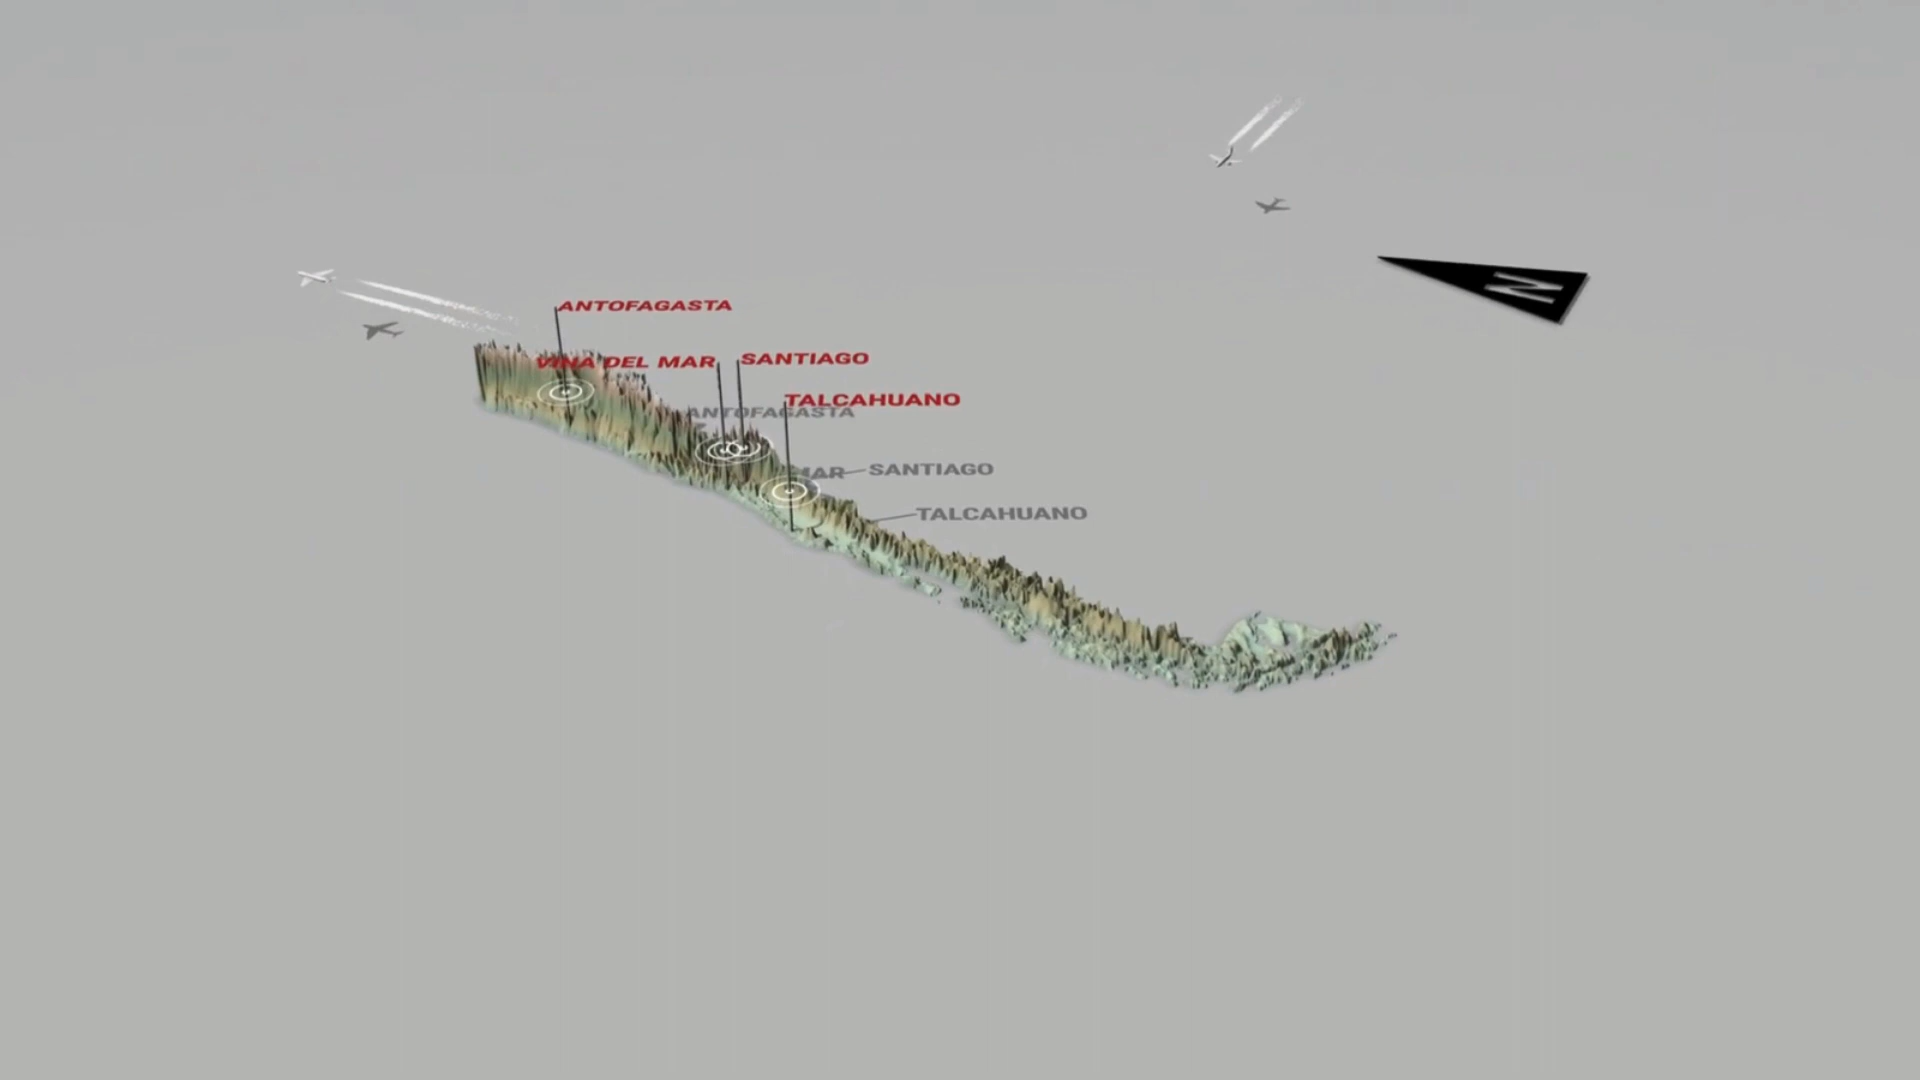 ANTOFAGASTA
VINA DEL MAR
SANTIAGO
TALCAHUANO
ANTOFAGASTA
MAR
SANTIAGO
TALCAHUANO
N